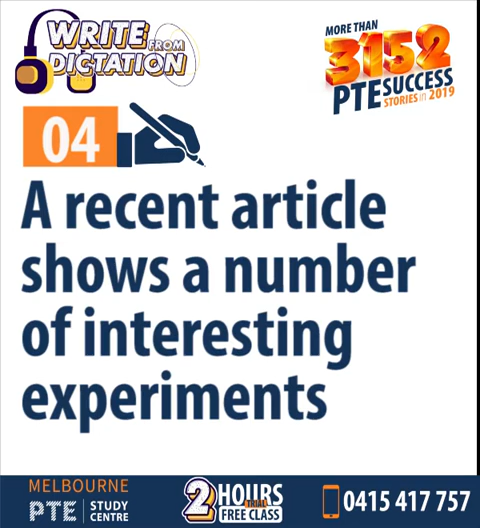 WRITE FROM
DICTATION
MORE THAN
3152
PTE SUCCESS
STORIES in 2019
04
A recent article
shows a number
of interesting
experiments
MELBOURNE
PTE STUDY
CENTRE
2 HOURS
TRIAL
FREE CLASS
0415 417 757